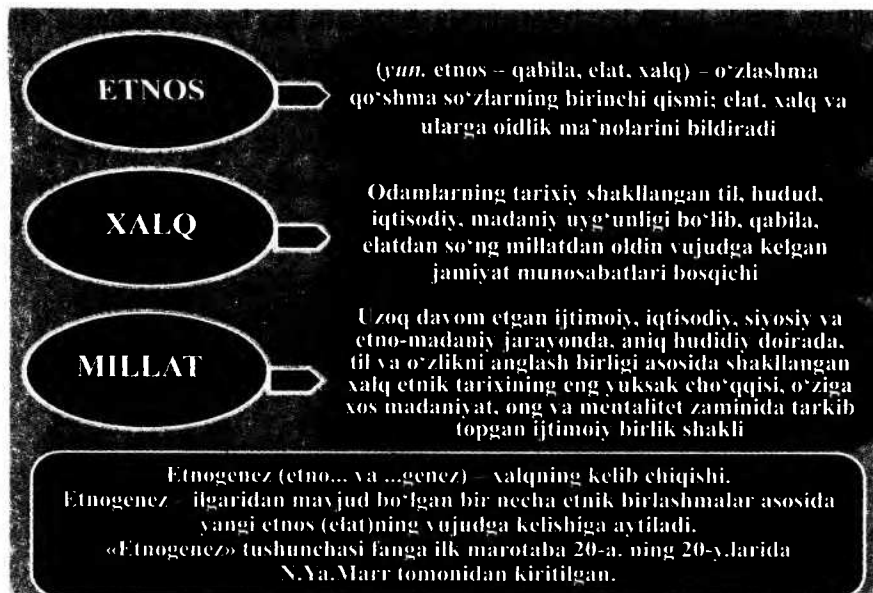 ETNOS
(yun. etnos – qabila, elat, xalq) – o‘zlashma
qo‘shma so‘zlarning birinchi qismi; elat, xalq va
ularga oidlik ma’nolarini bildiradi
XALQ
Odamlarning tarixiy shakllangan til, hudud,
iqtisodiy, madaniy uyg‘unligi bo‘lib, qabila,
elatdan so‘ng millatdan oldin vujudga kelgan
jamiyat munosabatlari bosqichi
MILLAT
Uzoq davom etgan ijtimoiy, iqtisodiy, siyosiy va
etno-madaniy jarayonda, aniq hudidiy doirada,
til va o‘zlikni anglash birligi asosida shakllangan
xalq etnik tarixining eng yuksak cho‘qqisi, o‘ziga
xos madaniyat, ong va mentalitet zaminida tarkib
topgan ijtimoiy birlik shakli
Etnogenez (etno... va ...genez) – xalqning kelib chiqishi.
Etnogenez – ilgaridan mavjud bo‘lgan bir necha etnik birlashmalar asosida
yangi etnos (elat)ning vujudga kelishiga aytiladi.
«Etnogenez» tushunchasi fanga ilk marotaba 20-a. ning 20-y.larida
N.Ya.Marr tomonidan kiritilgan.